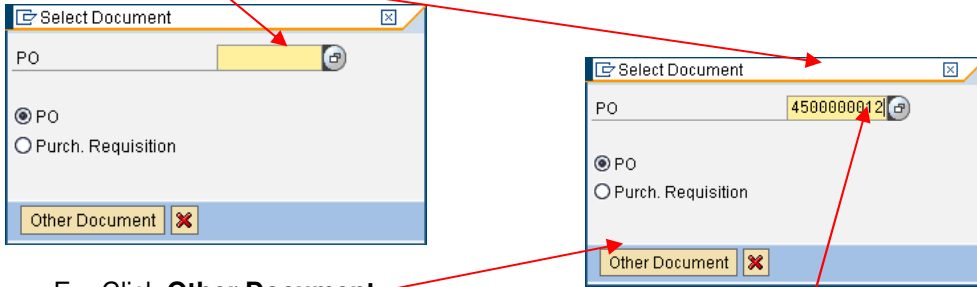 Select Document
PO
PO
Purch. Requisition
Other Document
Select Document
PO 4500000012
PO
Purch. Requisition
Other Document
Click Other Document